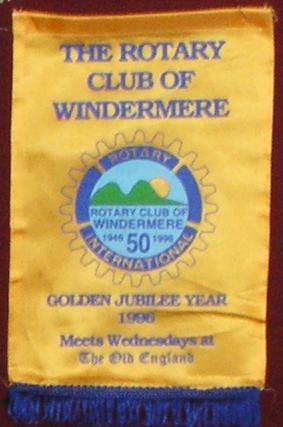 THE ROTARY
CLUB OF
WINDERMERE
ROTARY
ROTARY CLUB OF
WINDERMERE
1946 50 1996
INTERNATIONAL
GOLDEN JUBILEE YEAR
1996
Meets Wednesdays at
The Old England